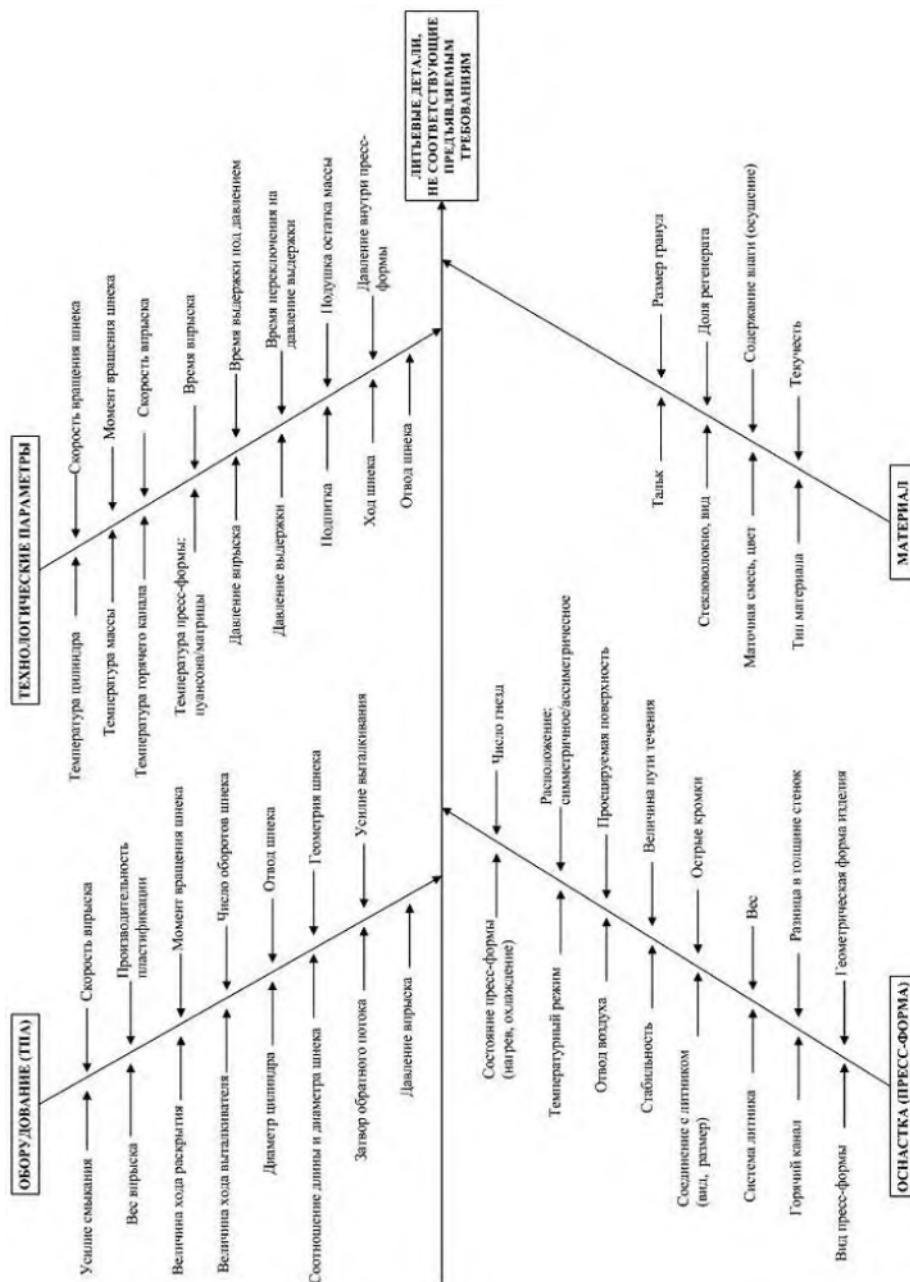 ОБОРУДОВАНИЕ (ТПА)
Усилие смыкания
Скорость впрыска
Вес впрыска
Производительность
пластификации
Величина хода раскрытия
Момент вращения шнека
Величина хода выталкивателя
Число оборотов шнека
Диаметр цилиндра
Отвод шнека
Соотношение длины и диаметра шнека
Геометрия шнека
Затвор обратного потока
Усилие выталкивания
Давление впрыска
ТЕХНОЛОГИЧЕСКИЕ ПАРАМЕТРЫ
Температура цилиндра
Скорость вращения шнека
Температура массы
Момент вращения шнека
Температура горячего канала
Скорость впрыска
Температура пресс-формы:
пуансона/матрицы
Время впрыска
Давление впрыска
Время выдержки под давлением
Давление выдержки
Время переключения на
давление выдержки
Подпитка
Подушка остатка массы
Ход шнека
Давление внутри пресс-
формы
Отвод шнека
ЛИТЬЕВЫЕ ДЕТАЛИ,
НЕ СООТВЕТСТВУЮЩИЕ
ПРЕДЪЯВЛЯЕМЫМ
ТРЕБОВАНИЯМ
Состояние пресс-формы
(нагрев, охлаждение)
Число гнезд
Температурный режим
Расположение:
симметричное/ассиметричное
Отвод воздуха
Проецируемая поверхность
Стабильность
Величина пути течения
Соединение с литником
(вид, размер)
Острые кромки
Система литника
Вес
Горячий канал
Разница в толщине стенок
Вид пресс-формы
Геометрическая форма изделия
ОСНАСТКА (ПРЕСС-ФОРМА)
Тальк
Размер гранул
Стекловолокно, вид
Доля регенерата
Маточная смесь, цвет
Содержание влаги (осушение)
Тип материала
Текучесть
МАТЕРИАЛ